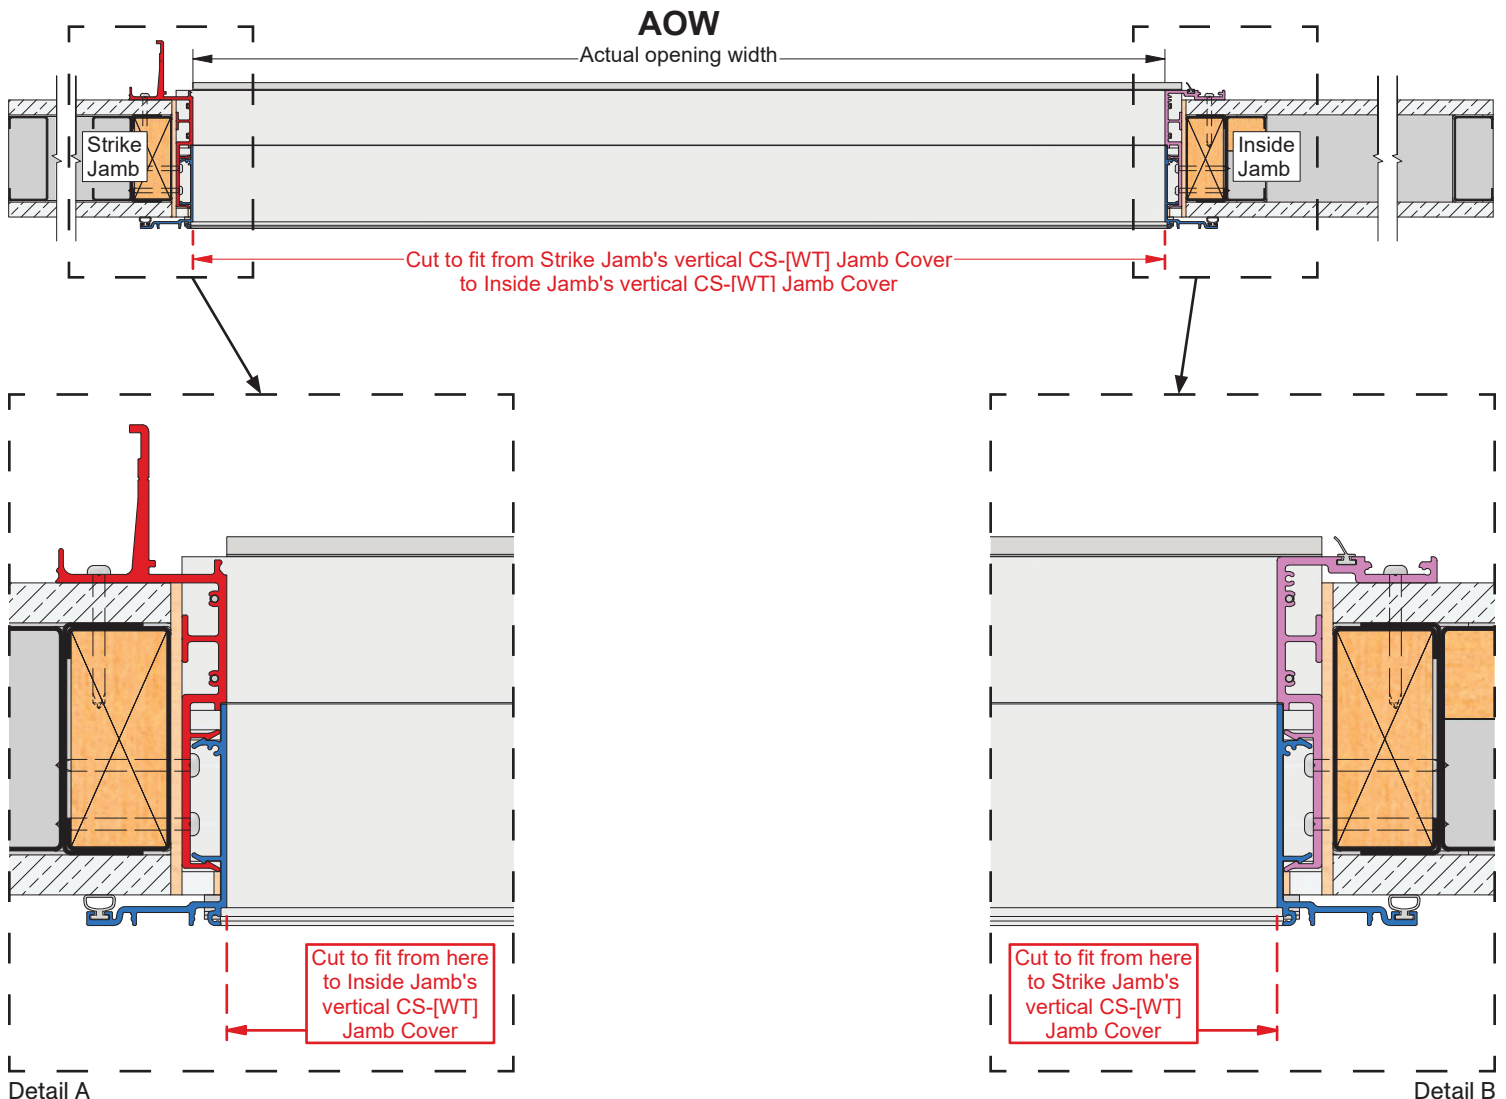 AOW
Actual opening width
Strike
Jamb
Inside
Jamb
Cut to fit from Strike Jamb's vertical CS-[WT] Jamb Cover
to Inside Jamb's vertical CS-[WT] Jamb Cover
Cut to fit from here
to Inside Jamb's
vertical CS-[WT]
Jamb Cover
Cut to fit from here
to Strike Jamb's
vertical CS-[WT]
Jamb Cover
Detail A
Detail B